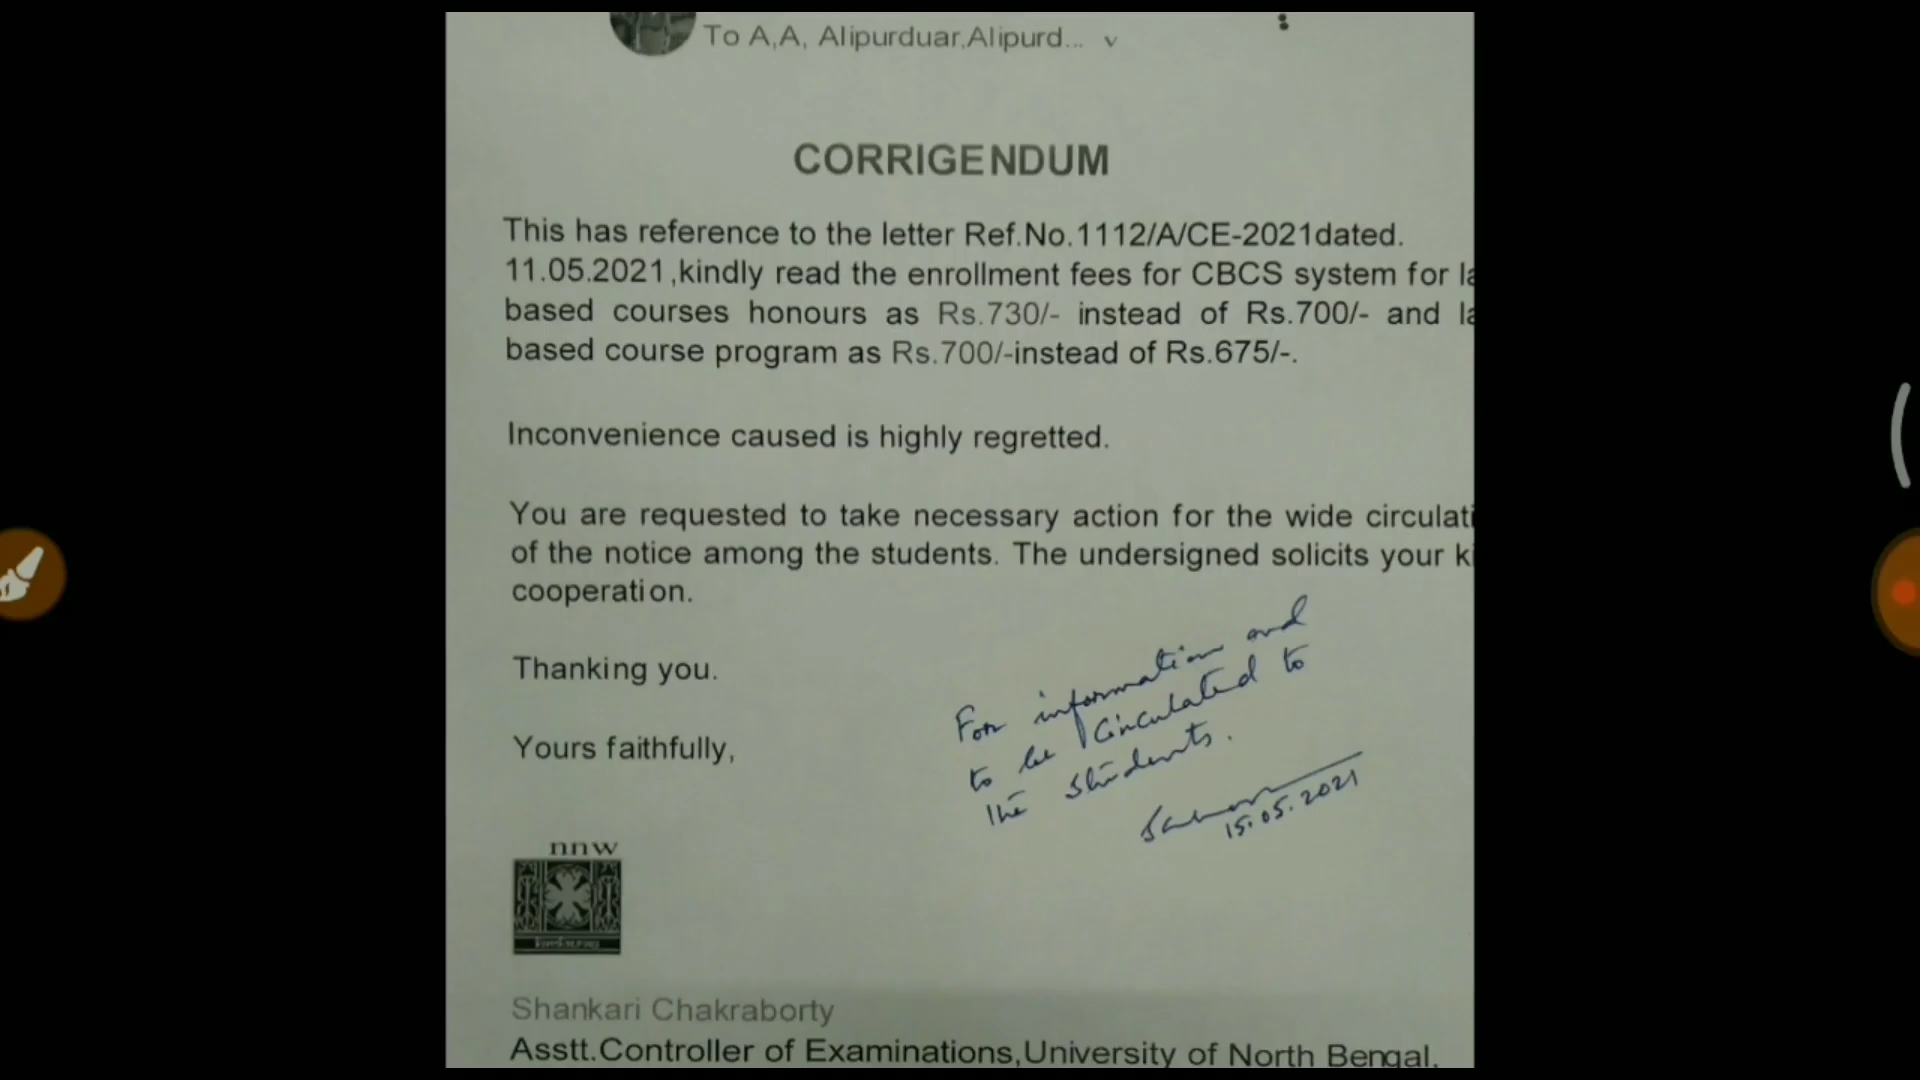 To A,A, Alipurduar,Alipurd...
CORRIGENDUM
This has reference to the letter Ref.No.1112/A/CE-2021dated.
11.05.2021,kindly read the enrollment fees for CBCS system for la
based courses honours as Rs.730/- instead of Rs.700/- and la
based course program as Rs.700/-instead of Rs.675/-.
Inconvenience caused is highly regretted.
You are requested to take necessary action for the wide circulati
of the notice among the students. The undersigned solicits your ki
cooperation.
Thanking you.
Yours faithfully,
For information and
to be circulated to
the students.
15.05.2021
nnw
Shankari Chakraborty
Asstt.Controller of Examinations,University of North Bengal.